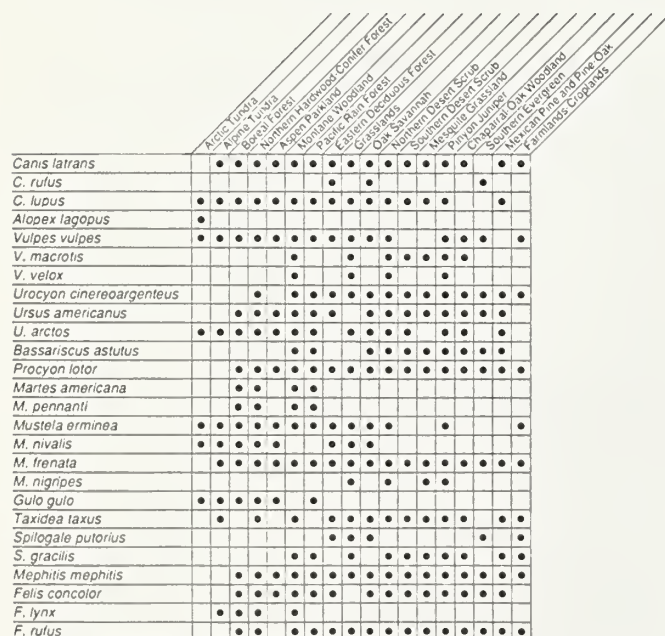 Arctic Tundra
Alpine Tundra
Boreal Forest
Northern Hardwood-Conifer Forest
Aspen Parkland
Montane Woodland
Pacific Rain Forest
Eastern Deciduous Forest
Grasslands
Oak Savannah
Northern Desert Scrub
Southern Desert Scrub
Mesquite Grassland
Pinyon-Juniper
Chaparral-Oak Woodland
Southern Evergreen
Mexican Pine and Pine Oak
Farmlands Croplands
Canis latrans
C. rufus
C. lupus
Alopex lagopus
Vulpes vulpes
V. macrotis
V. velox
Urocyon cinereoargenteus
Ursus americanus
U. arctos
Bassariscus astutus
Procyon lotor
Martes americana
M. pennanti
Mustela erminea
M. nivalis
M. frenata
M. nigripes
Gulo gulo
Taxidea taxus
Spilogale putorius
S. gracilis
Mephitis mephitis
Felis concolor
F. lynx
F. rufus